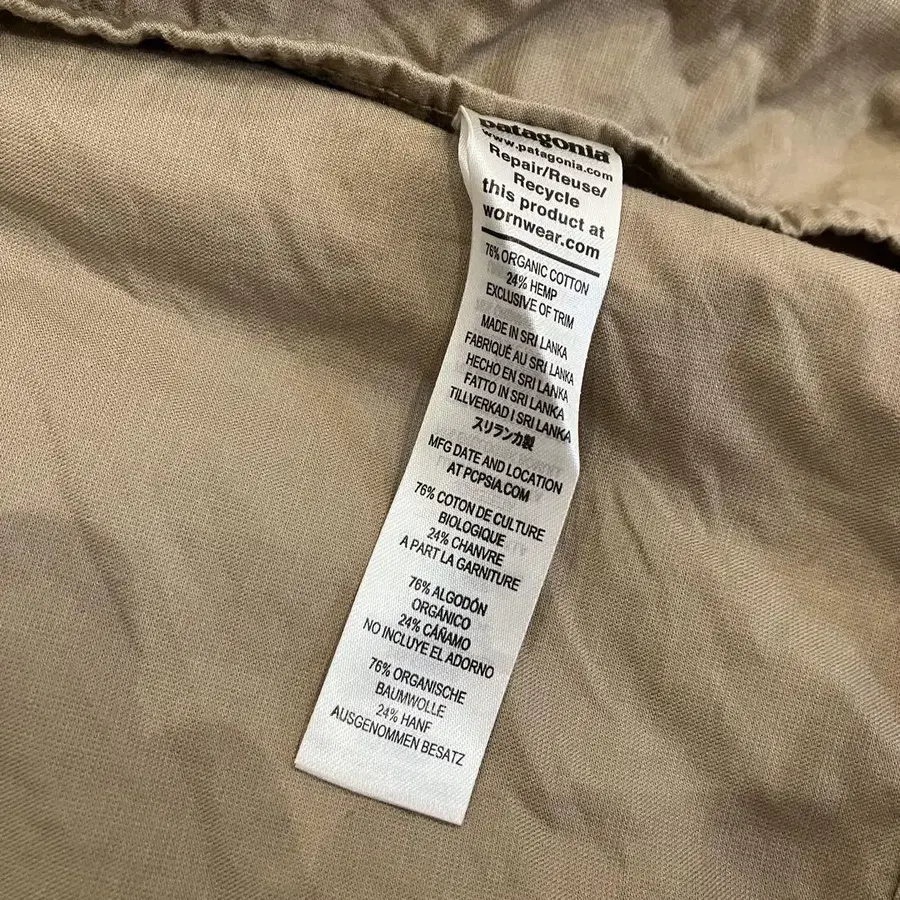 patagonia
www.patagonia.com
Repair/Reuse/
Recycle
this product at
wornwear.com
76% ORGANIC COTTON
24% HEMP
EXCLUSIVE OF TRIM
MADE IN SRI LANKA
FABRIQUÉ AU SRI LANKA
HECHO EN SRI LANKA
FATTO IN SRI LANKA
TILLVERKAD I SRI LANKA
スリランカ製
MFG DATE AND LOCATION
AT PCPSIA.COM
76% COTON DE CULTURE
BIOLOGIQUE
24% CHANVRE
A PART LA GARNITURE
76% ALGODÓN
ORGÁNICO
24% CÁÑAMO
NO INCLUYE EL ADORNO
76% ORGANISCHE
BAUMWOLLE
24% HANF
AUSGENOMMEN BESATZ